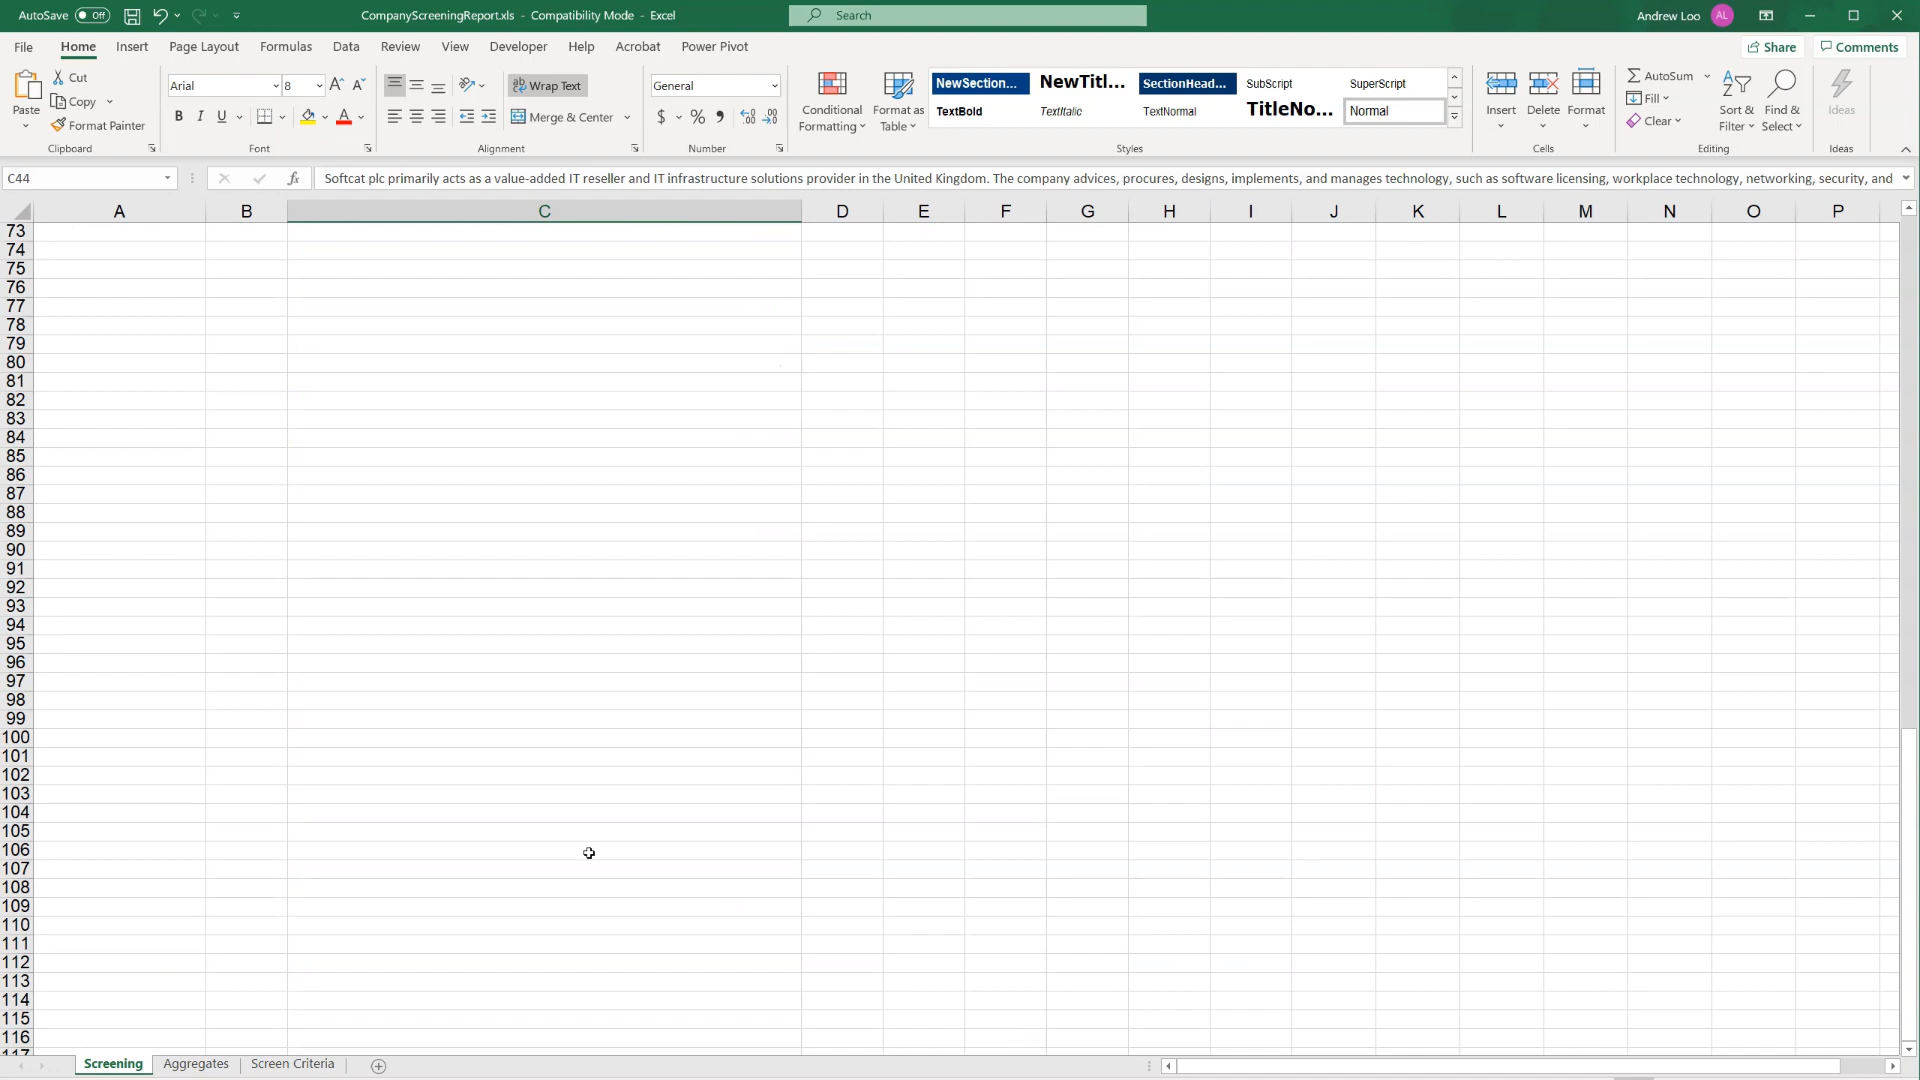 AutoSave Off CompanyScreeningReport.xls - Compatibility Mode - Excel Search Andrew Loo AL
File Home Insert Page Layout Formulas Data Review View Developer Help Acrobat Power Pivot Share Comments
Paste Cut Copy Format Painter Clipboard
Arial 8 B I U Font
Wrap Text Merge & Center Alignment
General $ % Number
Conditional Formatting Format as Table
NewSection... NewTitl... SectionHead... SubScript SuperScript
TextBold TextItalic TextNormal TitleNo... Normal
Styles
Insert Delete Format Cells
AutoSum Fill Clear Sort & Filter Find & Select Editing
Ideas Ideas
C44 fx Softcat plc primarily acts as a value-added IT reseller and IT infrastructure solutions provider in the United Kingdom. The company advices, procures, designs, implements, and manages technology, such as software licensing, workplace technology, networking, security, and
A B C D E F G H I J K L M N O P
73
74
75
76
77
78
79
80
81
82
83
84
85
86
87
88
89
90
91
92
93
94
95
96
97
98
99
100
101
102
103
104
105
106
107
108
109
110
111
112
113
114
115
116
117
Screening Aggregates Screen Criteria